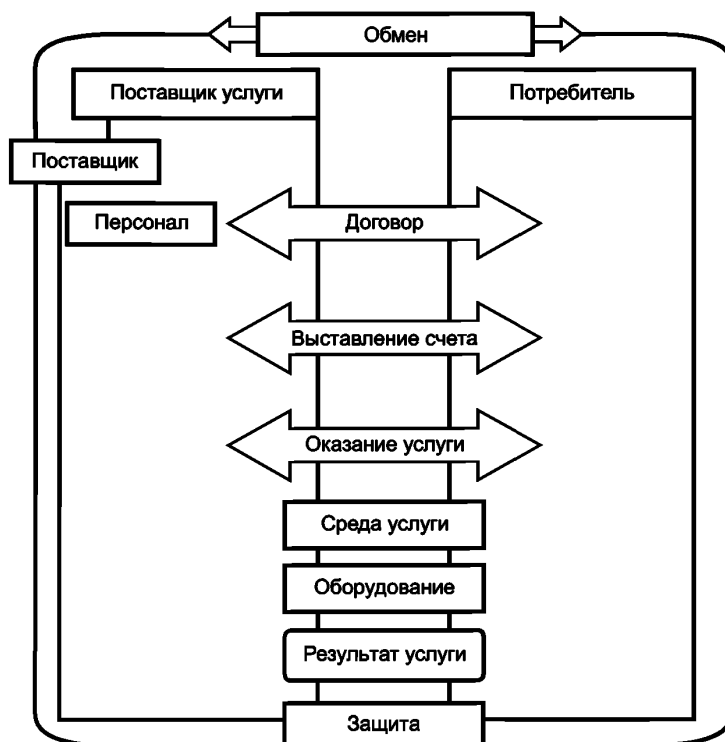 Обмен
Поставщик услуги
Потребитель
Поставщик
Персонал
Договор
Выставление счета
Оказание услуги
Среда услуги
Оборудование
Результат услуги
Защита